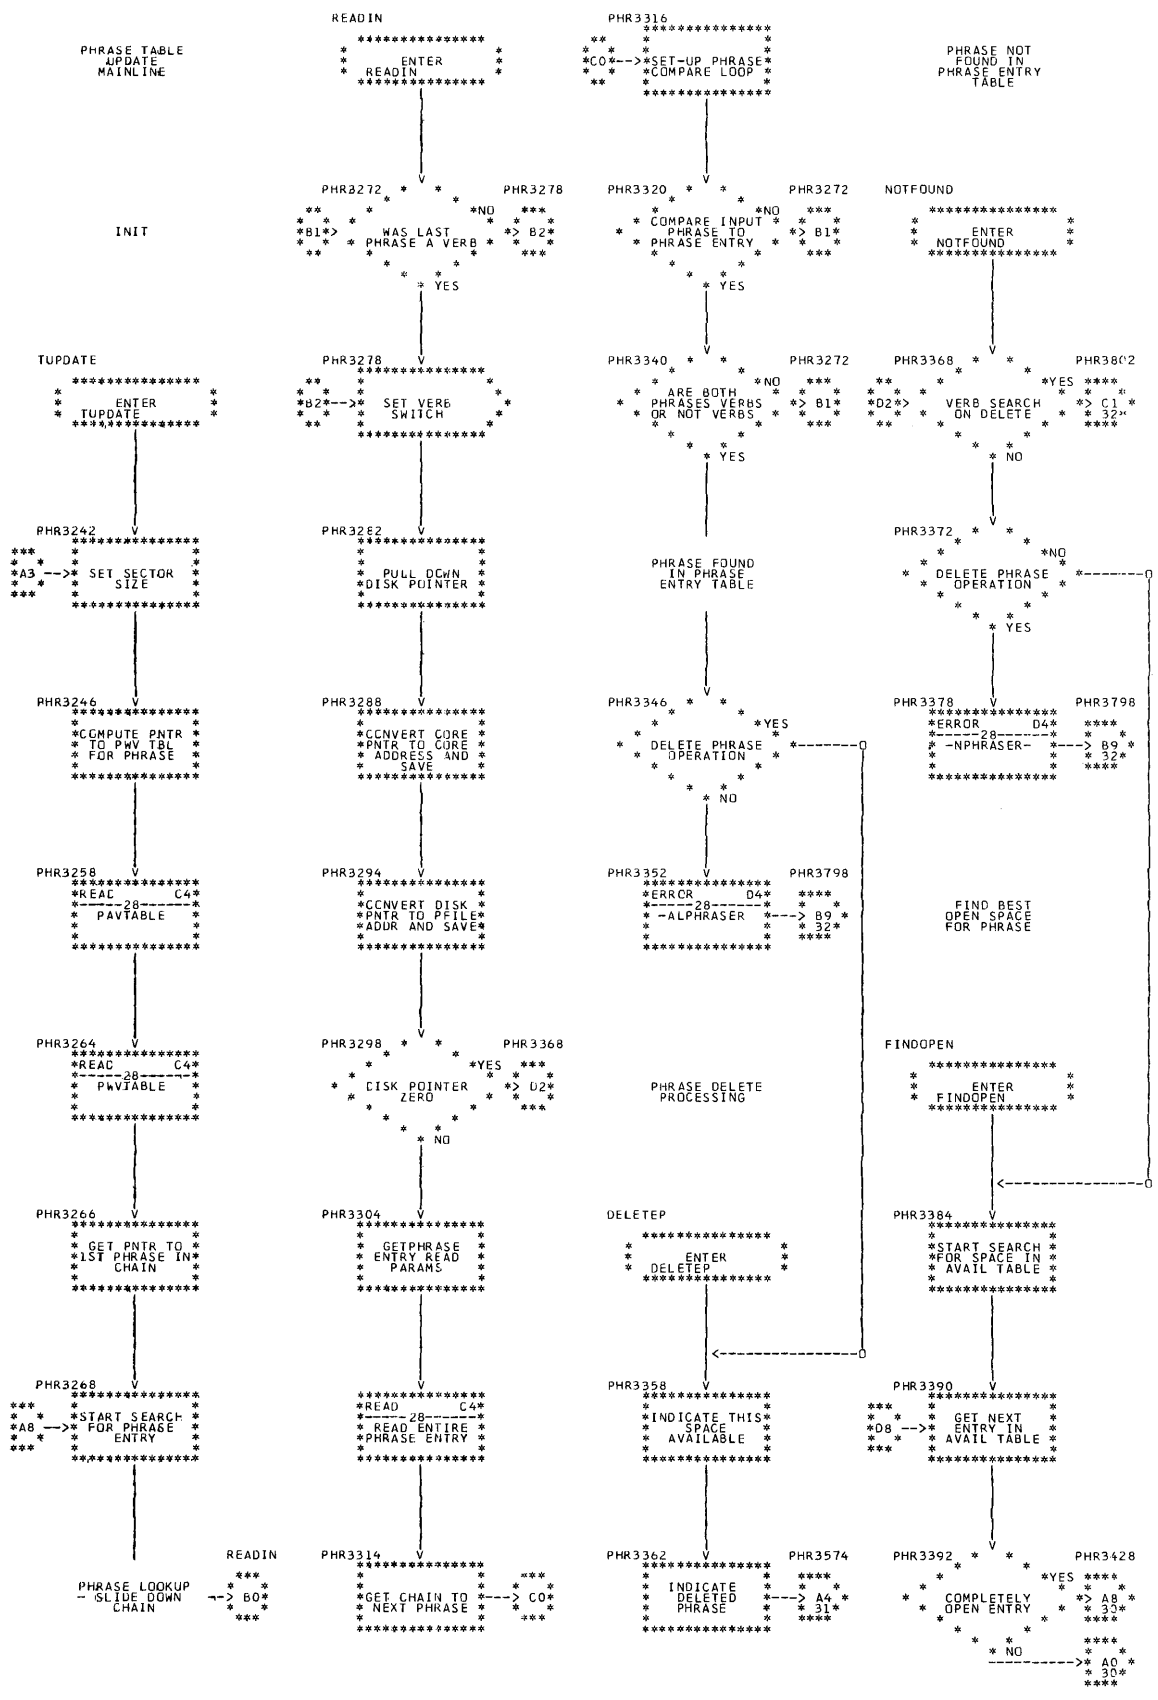 PHRASE TABLE
UPDATE
MAINLINE
INIT
TUPDATE
ENTER
TUPDATE
PHR3242
A3
SET SECTOR
SIZE
PHR3246
COMPUTE PNTR
TO PWV TBL
FOR PHRASE
PHR3258
READ C4
28
PAVTABLE
PHR3264
READ C4
28
PWVTABLE
PHR3266
GET PNTR TO
1ST PHRASE IN
CHAIN
PHR3268
A8
START SEARCH
FOR PHRASE
ENTRY
PHRASE LOOKUP
- SLIDE DOWN
CHAIN
READIN
B0
READIN
ENTER
READIN
PHR3272
B1
WAS LAST
PHRASE A VERB
NO
PHR3278
B2
YES
PHR3278
B2
SET VERB
SWITCH
PHR3282
PULL DOWN
DISK POINTER
PHR3288
CONVERT CORE
PNTR TO CORE
ADDRESS AND
SAVE
PHR3294
CONVERT DISK
PNTR TO PFILE
ADDR AND SAVE
PHR3298
DISK POINTER
ZERO
YES
PHR3368
D2
NO
PHR3304
GETPHRASE
ENTRY READ
PARAMS
READ C4
28
READ ENTIRE
PHRASE ENTRY
PHR3314
GET CHAIN TO
NEXT PHRASE
C0
PHR3316
C0
SET-UP PHRASE
COMPARE LOOP
PHR3320
COMPARE INPUT
PHRASE TO
PHRASE ENTRY
NO
PHR3272
B1
YES
PHR3340
ARE BOTH
PHRASES VERBS
OR NOT VERBS
NO
PHR3272
B1
YES
PHRASE FOUND
IN PHRASE
ENTRY TABLE
PHR3346
DELETE PHRASE
OPERATION
YES
NO
PHR3352
ERROR D4
28
-ALPHRASER-
PHR3798
B9
32
PHRASE DELETE
PROCESSING
DELETEP
ENTER
DELETEP
PHR3358
INDICATE THIS
SPACE
AVAILABLE
PHR3362
INDICATE
DELETED
PHRASE
PHR3574
A4
31
PHRASE NOT
FOUND IN
PHRASE ENTRY
TABLE
NOTFOUND
ENTER
NOTFOUND
PHR3368
D2
VERB SEARCH
ON DELETE
YES
PHR3802
C1
32
NO
PHR3372
DELETE PHRASE
OPERATION
NO
YES
PHR3378
ERROR D4
28
-NPHRASER-
PHR3798
B9
32
FIND BEST
OPEN SPACE
FOR PHRASE
FINDOPEN
ENTER
FINDOPEN
PHR3384
START SEARCH
FOR SPACE IN
AVAIL TABLE
PHR3390
D8
GET NEXT
ENTRY IN
AVAIL TABLE
PHR3392
COMPLETELY
OPEN ENTRY
YES
PHR3428
A8
30
NO
A0
30